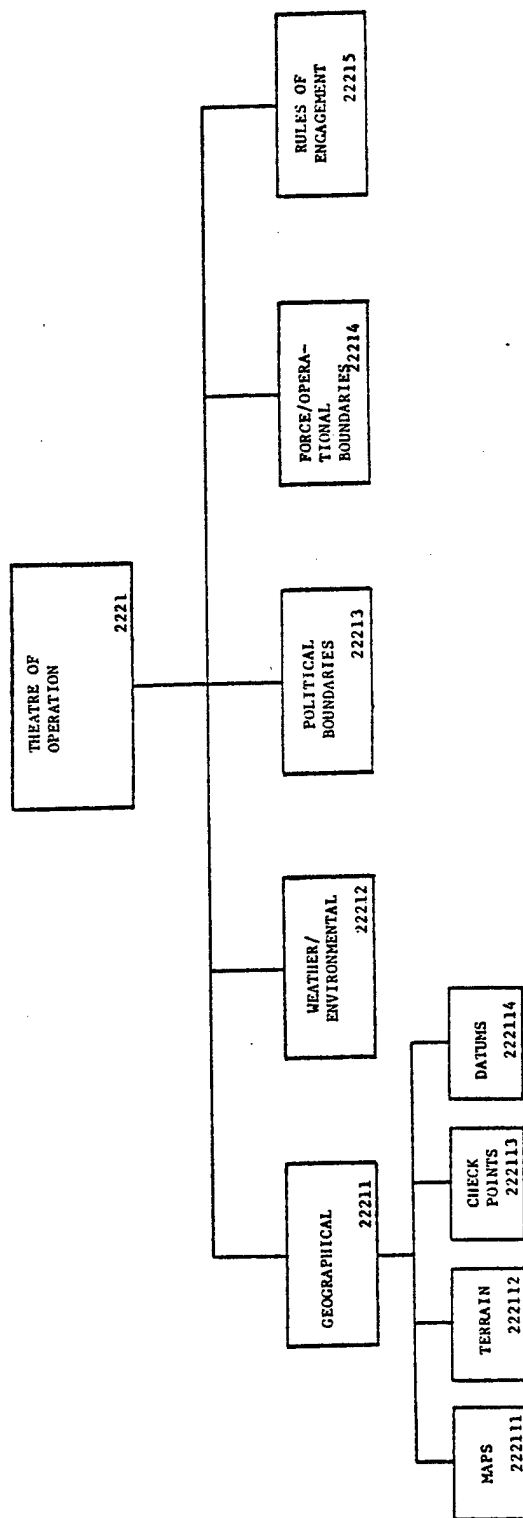 THEATRE OF
OPERATION
2221
GEOGRAPHICAL
22211
WEATHER/
ENVIRONMENTAL
22212
POLITICAL
BOUNDARIES
22213
FORCE/OPERA-
TIONAL
BOUNDARIES
22214
RULES OF
ENGAGEMENT
22215
MAPS
222111
TERRAIN
222112
CHECK
POINTS
222113
DATUMS
222114